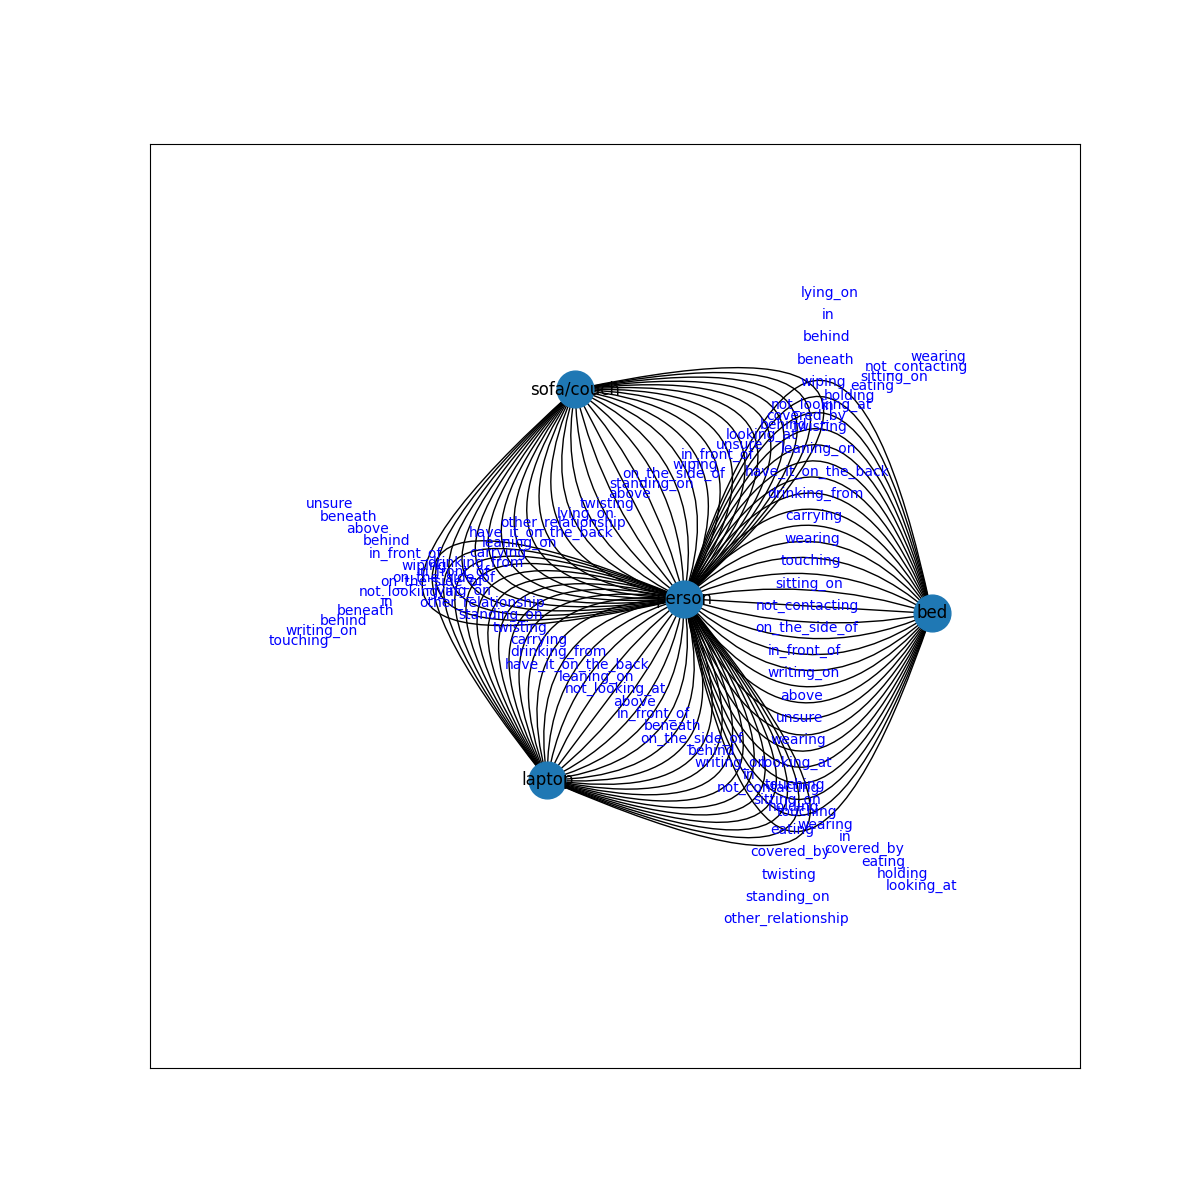 lying_on
in
behind
beneath
wearing
not_contacting
sitting_on
wiping
eating
holding
not_looking_at
in
covered_by
behind
twisting
looking_at
unsure
leaning_on
in_front_of
wiping
have_it_on_the_back
on_the_side_of
standing_on
drinking_from
above
twisting
carrying
lying_on
other_relationship
have_it_on_the_back
wearing
leaning_on
carrying
touching
drinking_from
sofa/couch
unsure
beneath
above
behind
in_front_of
wiping
in_front_of
on_the_side_of
on_the_side_of
not_looking_at
lying_on
in
other_relationship
beneath
standing_on
behind
twisting
writing_on
touching
carrying
drinking_from
have_it_on_the_back
leaning_on
not_looking_at
above
in_front_of
beneath
on_the_side_of
behind
writing_on
in
not_contacting
sitting_on
touching
wearing
in
covered_by
eating
holding
looking_at
sitting_on
person
not_contacting
bed
on_the_side_of
in_front_of
writing_on
above
unsure
wearing
looking_at
laptop
touching
holding
eating
covered_by
twisting
standing_on
other_relationship